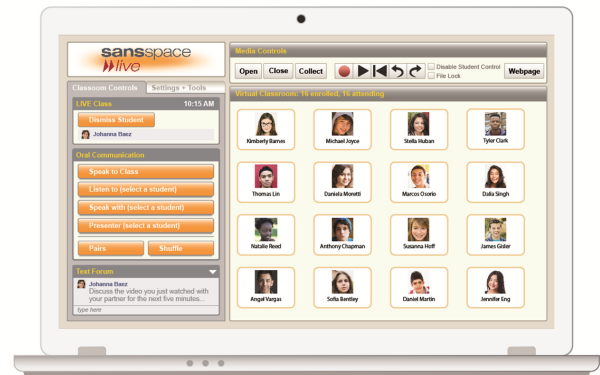 sansspace
live
Classroom Controls
Settings + Tools
LIVE Class 10:15 AM
Dismiss Student
Johanna Baez
Oral Communication
Speak to Class
Listen to (select a student)
Speak with (select a student)
Presenter (select a student)
Pairs
Shuffle
Text Forum
Johanna Baez
Discuss the video you just watched with
your partner for the next five minutes...
type here
Media Controls
Open
Close
Collect
Disable Student Control
File Lock
Webpage
Virtual Classroom: 16 enrolled, 16 attending
Kimberly Barnes
Michael Joyce
Stella Huban
Tyler Clark
Thomas Lin
Daniela Moretti
Marcos Osorio
Dalia Singh
Natalie Reed
Anthony Chapman
Susanna Hoff
James Gisler
Angel Vargas
Sofia Bentley
Daniel Martin
Jennifer Eng